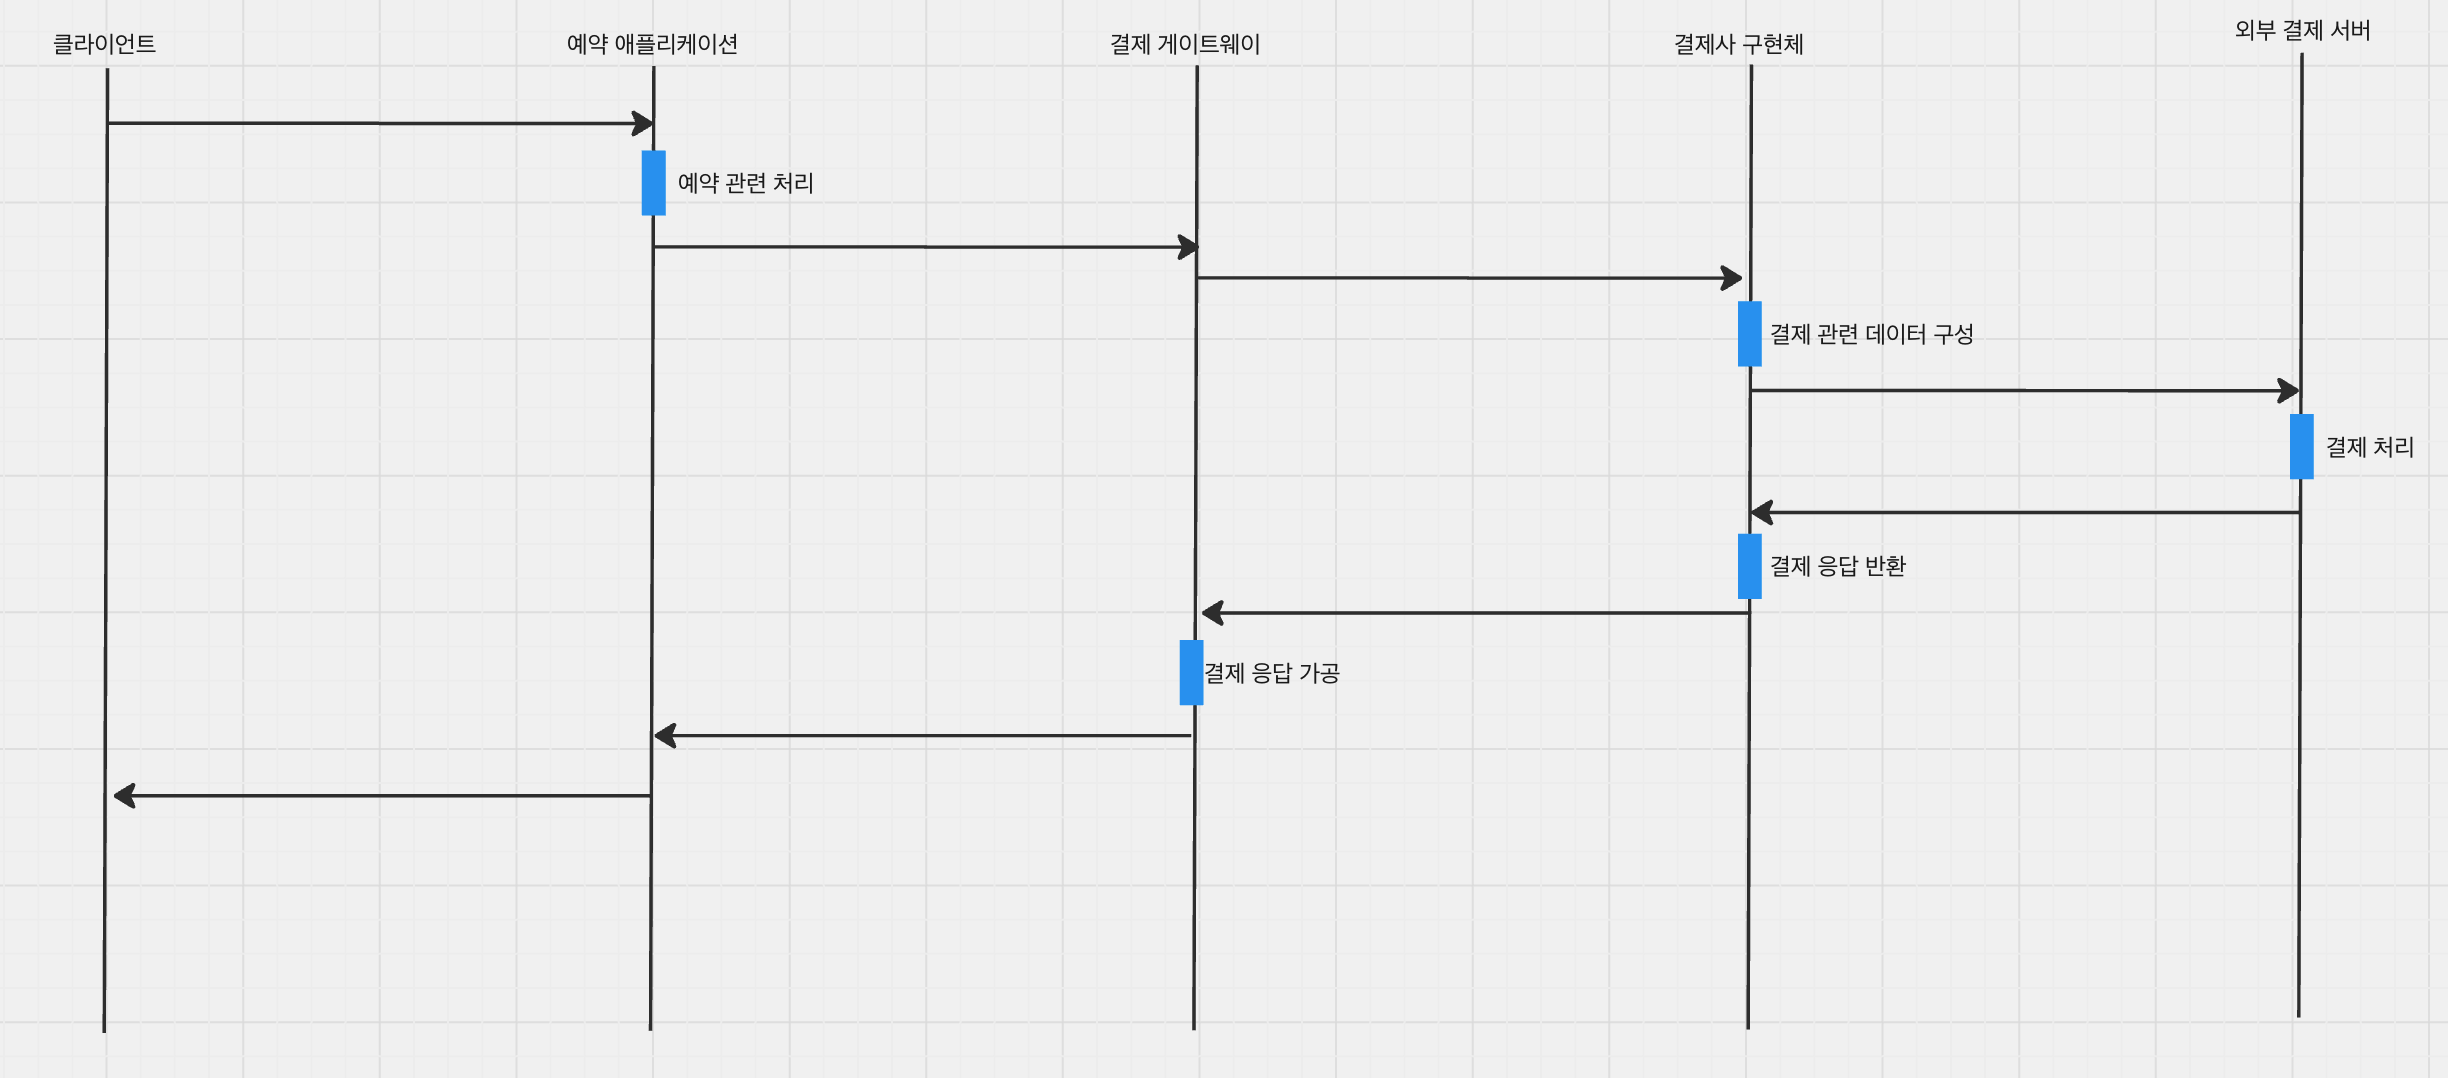 클라이언트
예약 애플리케이션
결제 게이트웨이
결제사 구현체
외부 결제 서버
예약 관련 처리
결제 관련 데이터 구성
결제 처리
결제 응답 반환
결제 응답 가공